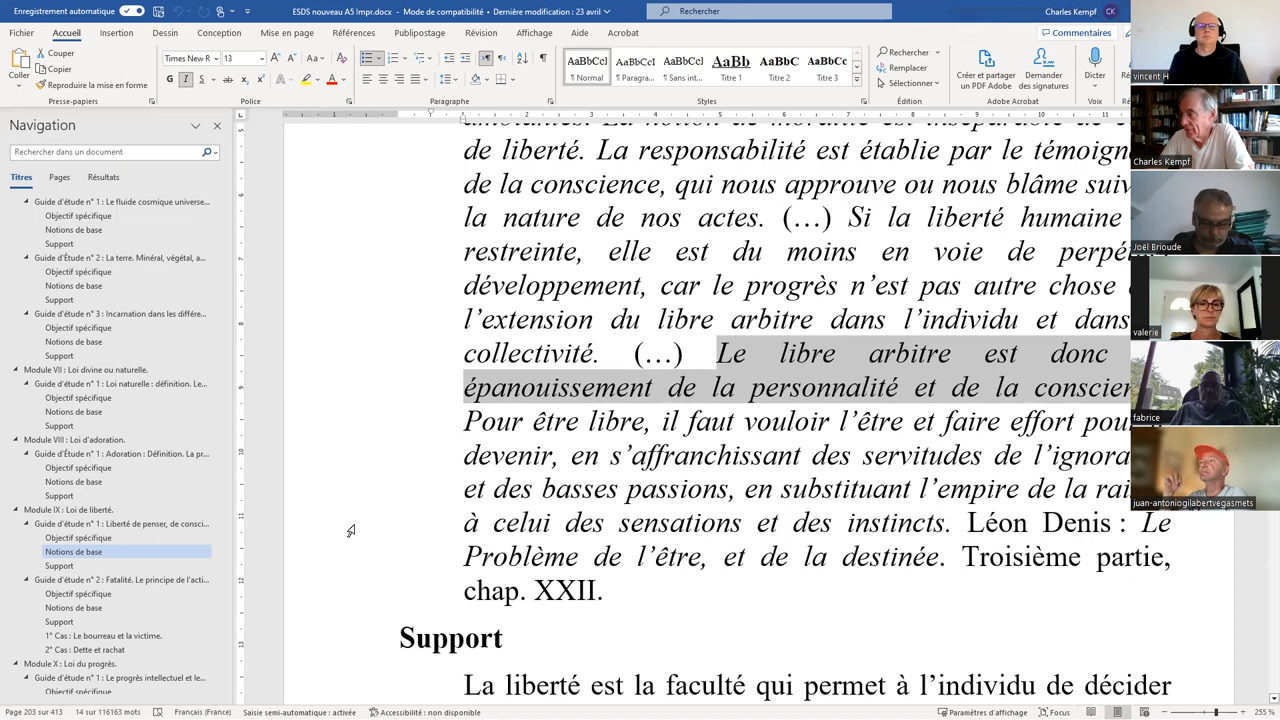 Enregistrement automatique
ESDS nouveau A5 Impr.docx - Mode de compatibilité • Dernière modification : 23 avril
Rechercher
Charles Kempf
CK
Fichier
Accueil
Insertion
Dessin
Conception
Mise en page
Références
Publipostage
Révision
Affichage
Aide
Acrobat
Commentaires
Coller
Couper
Copier
Reproduire la mise en forme
Presse-papiers
Times New R
13
Police
Paragraphe
AaBbCcI
¶ Normal
AaBbCcI
¶ Paragra...
AaBbCcI
¶ Sans int...
AaBb
Titre 1
AaBbC
Titre 2
AaBbCc
Titre 3
Styles
Rechercher
Remplacer
Sélectionner
Édition
Créer et partager un PDF Adobe
Demander des signatures
Adobe Acrobat
Dicter
Voix
Navigation
Rechercher dans un document
Titres
Pages
Résultats
Guide d'étude n° 1 : Le fluide cosmique universe...
Objectif spécifique
Notions de base
Support
Guide d'Étude n° 2 : La terre. Minéral, végétal, a...
Objectif spécifique
Notions de base
Support
Guide d'Étude n° 3 : Incarnation dans les différe...
Objectif spécifique
Notions de base
Support
Module VII : Loi divine ou naturelle.
Guide d'étude n° 1 : Loi naturelle : définition. Le...
Objectif spécifique
Notions de base
Support
Module VIII : Loi d'adoration.
Guide d'Étude n° 1 : Adoration : Définition. La pr...
Objectif spécifique
Notions de base
Support
Module IX : Loi de liberté.
Guide d'étude n° 1 : Liberté de penser, de consci...
Objectif spécifique
Notions de base
Support
Guide d'étude n° 2 : Fatalité. Le principe de l'acti...
Objectif spécifique
Notions de base
Support
1° Cas : Le bourreau et la victime.
2° Cas : Dette et rachat
Module X : Loi du progrès.
Guide d'étude n° 1 : Le progrès intellectuel et le...
Objectif spécifique
de liberté. La responsabilité est établie par le témoign
de la conscience, qui nous approuve ou nous blâme suiv
la nature de nos actes. (…) Si la liberté humaine
restreinte, elle est du moins en voie de perpé
développement, car le progrès n'est pas autre chose
l'extension du libre arbitre dans l'individu et dans
collectivité. (…) Le libre arbitre est donc
épanouissement de la personnalité et de la conscien
Pour être libre, il faut vouloir l'être et faire effort pou
devenir, en s'affranchissant des servitudes de l'ignora
et des basses passions, en substituant l'empire de la rai
à celui des sensations et des instincts. Léon Denis : Le
Problème de l'être, et de la destinée. Troisième partie,
chap. XXII.
Support
La liberté est la faculté qui permet à l'individu de décider
vincent H
Charles Kempf
Joël Brioude
valerie
fabrice
juan-antoniogilabertvegasmets
Page 203 sur 413
14 sur 116163 mots
Français (France)
Saisie semi-automatique : activée
Accessibilité : non disponible
Paramètres d'affichage
Focus
255 %